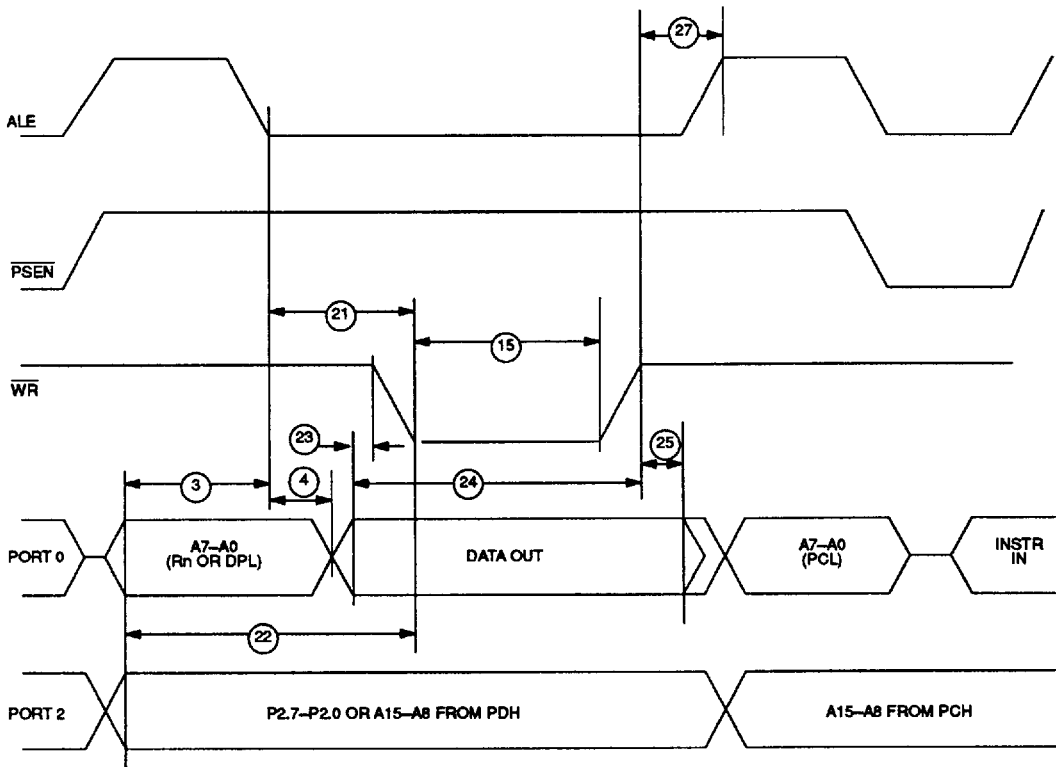 27
ALE
PSEN
21
15
WR
23
25
3
4
24
PORT 0
A7–A0
(Rn OR DPL)
DATA OUT
A7–A0
(PCL)
INSTR
IN
22
PORT 2
P2.7–P2.0 OR A15–A8 FROM PDH
A15–A8 FROM PCH